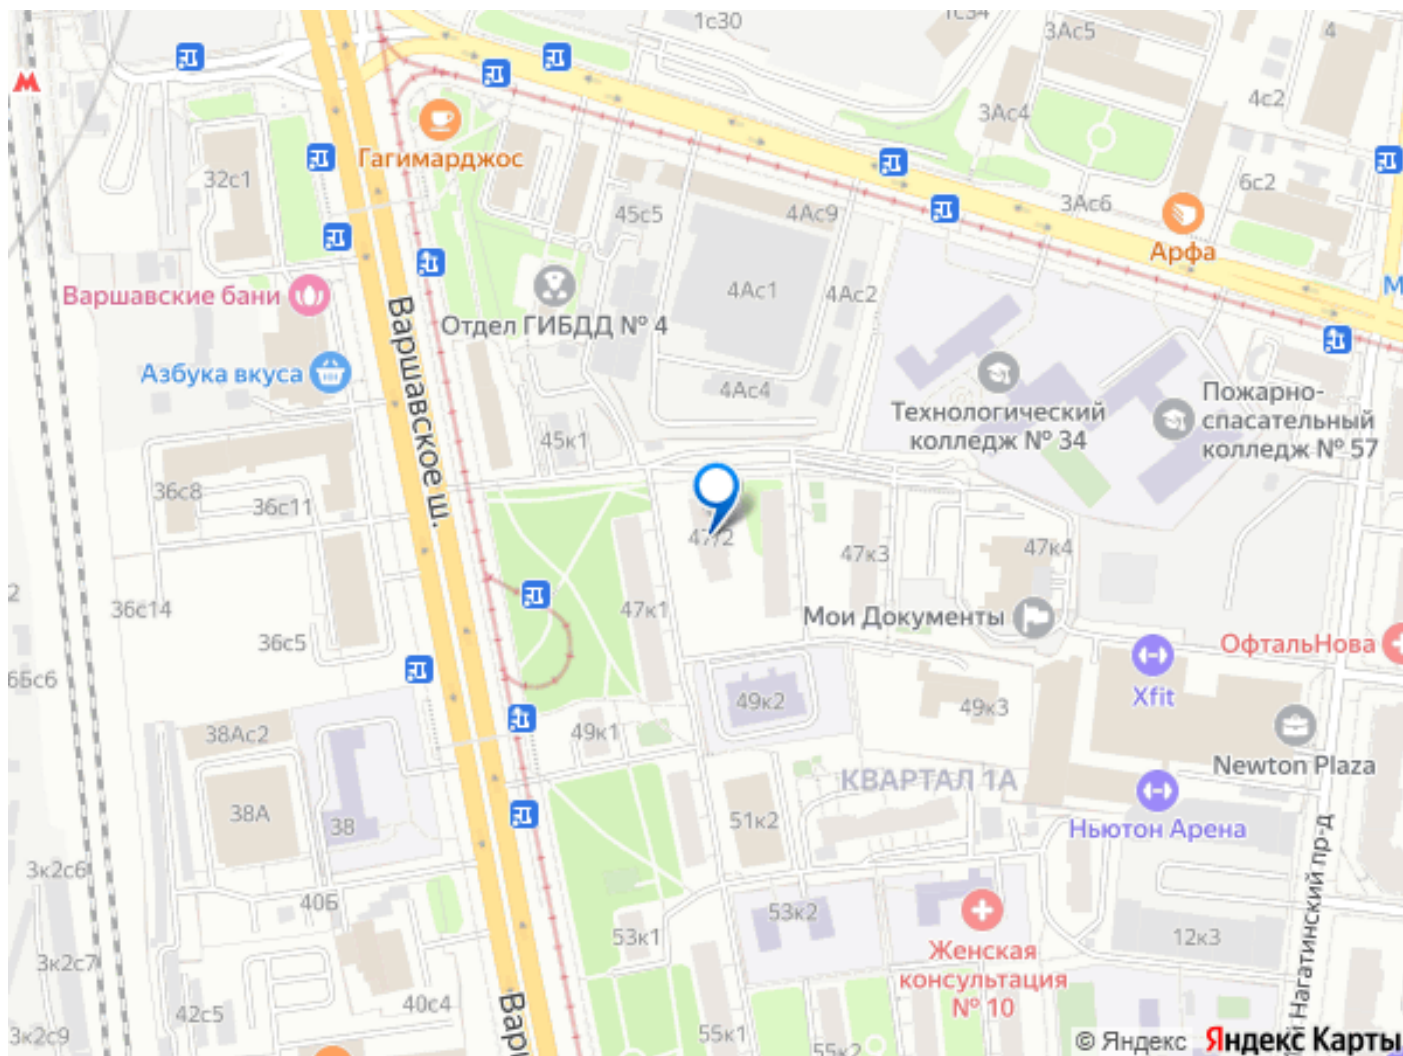 1с30
3Ас5
4
4с2
3Ас4
Гагимарджос
32с1
6с2
3Ас6
45с5
4Ас9
Арфа
Варшавские бани
4Ас1
4Ас2
Отдел ГИБДД № 4
Варшавское ш.
Азбука вкуса
4Ас4
Технологический
колледж № 34
Пожарно-
спасательный
колледж № 57
45к1
36с8
36с11
47к3
47к4
36с14
47к1
Мои Документы
36с5
ОфтальНова
Xfit
49к2
49к3
38Ас2
49к1
Newton Plaza
КВАРТАЛ 1А
38А
38
51к2
Ньютон Арена
3к2с6
40Б
53к2
53к1
12к3
Женская
консультация
№ 10
3к2с7
Нагатинский пр-д
40с4
42с5
3к2с9
55к1
55к2
© Яндекс Яндекс Карты